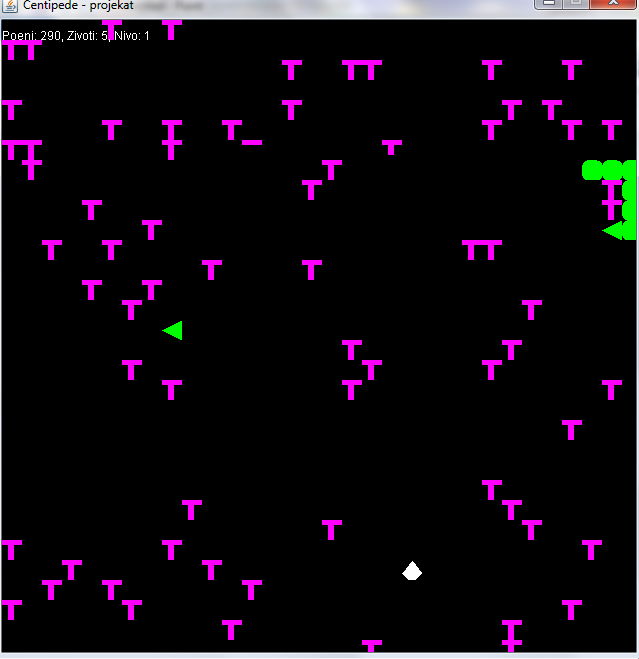 Centipede - projekat
Poeni: 290, Zivoti: 5, Nivo: 1